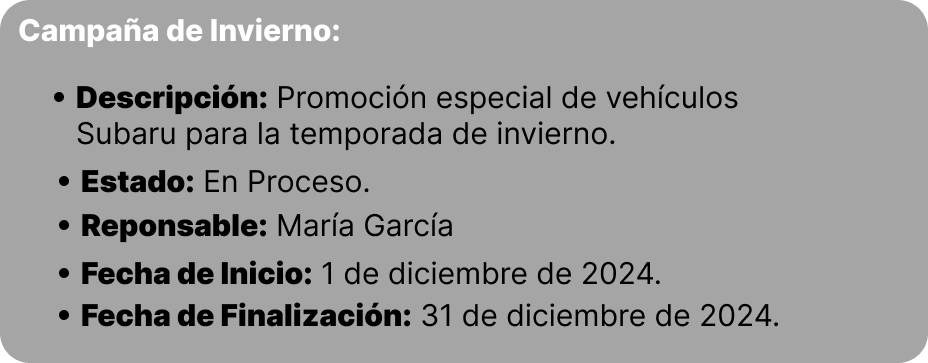 Campaña de Invierno:
• Descripción: Promoción especial de vehículos
Subaru para la temporada de invierno.
• Estado: En Proceso.
• Reponsable: María García
• Fecha de Inicio: 1 de diciembre de 2024.
• Fecha de Finalización: 31 de diciembre de 2024.